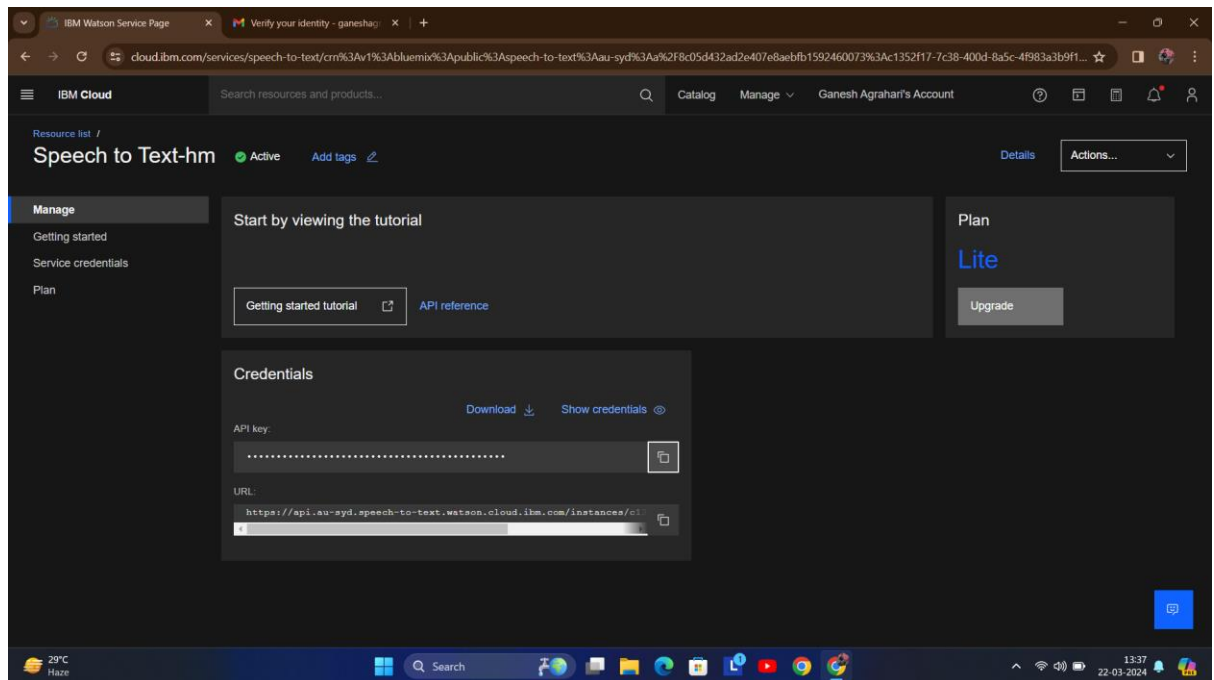 IBM Watson Service Page
Verify your identity - ganeshag
cloud.ibm.com/services/speech-to-text/crn%3Av1%3Abluemix%3Apublic%3Aspeech-to-text%3Aau-syd%3Aa%2F8c05d432ad2e407e8aebfb1592460073%3Ac1352f17-7c38-400d-8a5c-4f983a3b9f1...
IBM Cloud Search resources and products... Catalog Manage Ganesh Agrahari's Account
Resource list /
Speech to Text-hm Active Add tags Details Actions...
Manage
Getting started
Service credentials
Plan
Start by viewing the tutorial
Getting started tutorial API reference
Plan
Lite
Upgrade
Credentials
Download Show credentials
API key:
URL:
https://api.au-syd.speech-to-text.watson.cloud.ibm.com/instances/c1
29°C
Haze
Search
13:37
22-03-2024